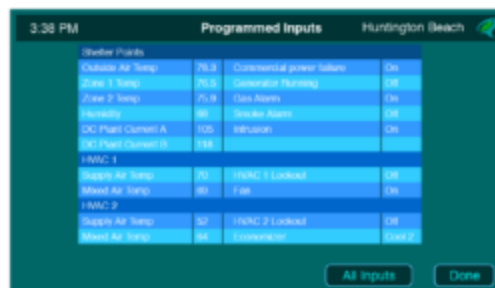 3:38 PM Programmed Inputs Huntington Beach
Shelter Points
Outside Air Temp 78.3 Commercial power failure On
Zone 1 Temp 76.5 Generator Running Off
Zone 2 Temp 75.9 Gas Alarm On
Humidity Smoke Alarm Off
DC Plant Current A 105 Intrusion On
DC Plant Current B 118
HVAC 1
Supply Air Temp 70 HVAC 1 Lockout Off
Mixed Air Temp Fan On
HVAC 2
Supply Air Temp 52 HVAC 2 Lockout Off
Mixed Air Temp 64 Economizer Cool 2
All Inputs Done